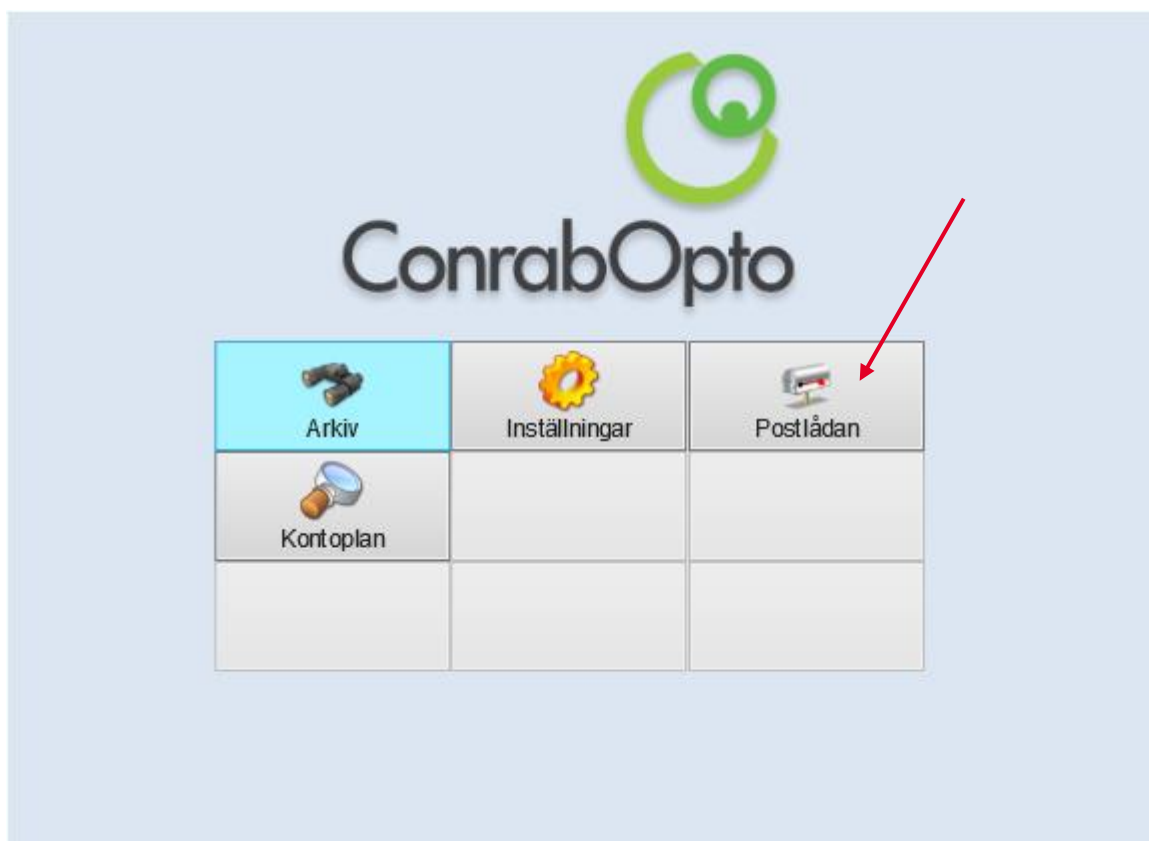 ConrabOpto
Arkiv
Inställningar
Postlådan
Kontoplan